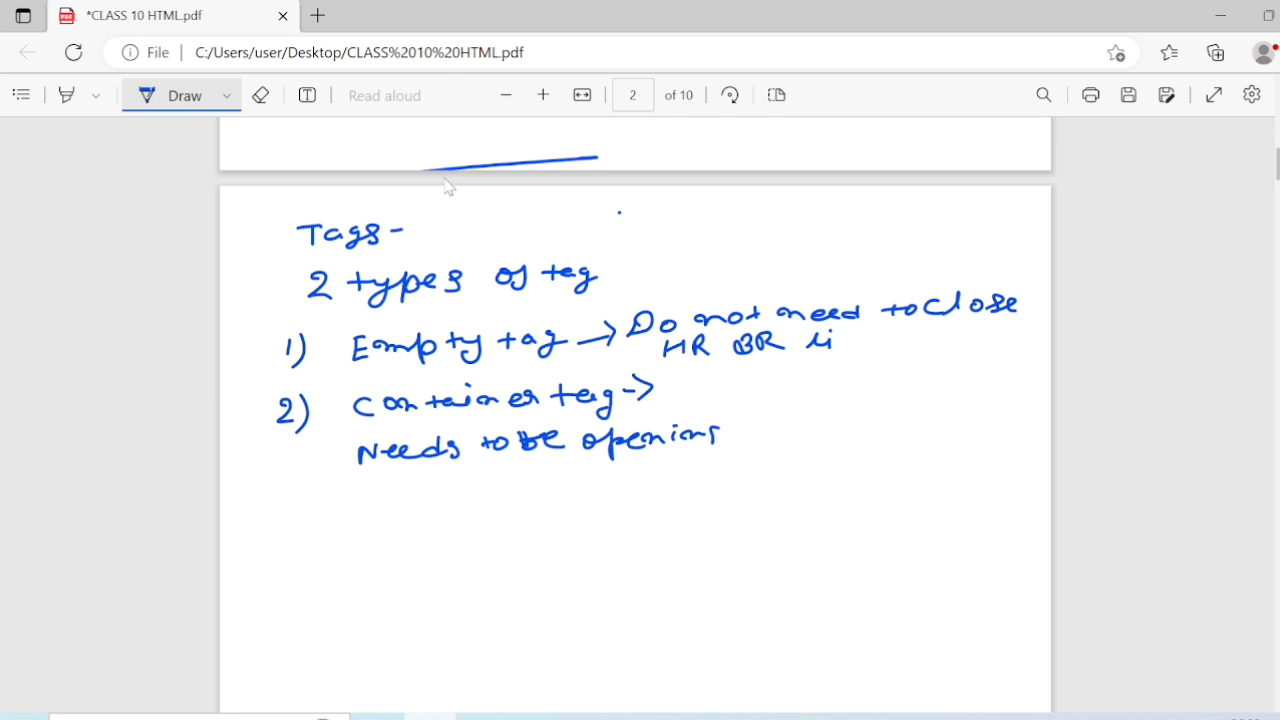 *CLASS 10 HTML.pdf
File | C:/Users/user/Desktop/CLASS%2010%20HTML.pdf
Draw Read aloud 2 of 10
Tags -
2 types of tag
1) Empty tag → Do not need to close
HR BR li
2) Container tag ->
Needs to be opening